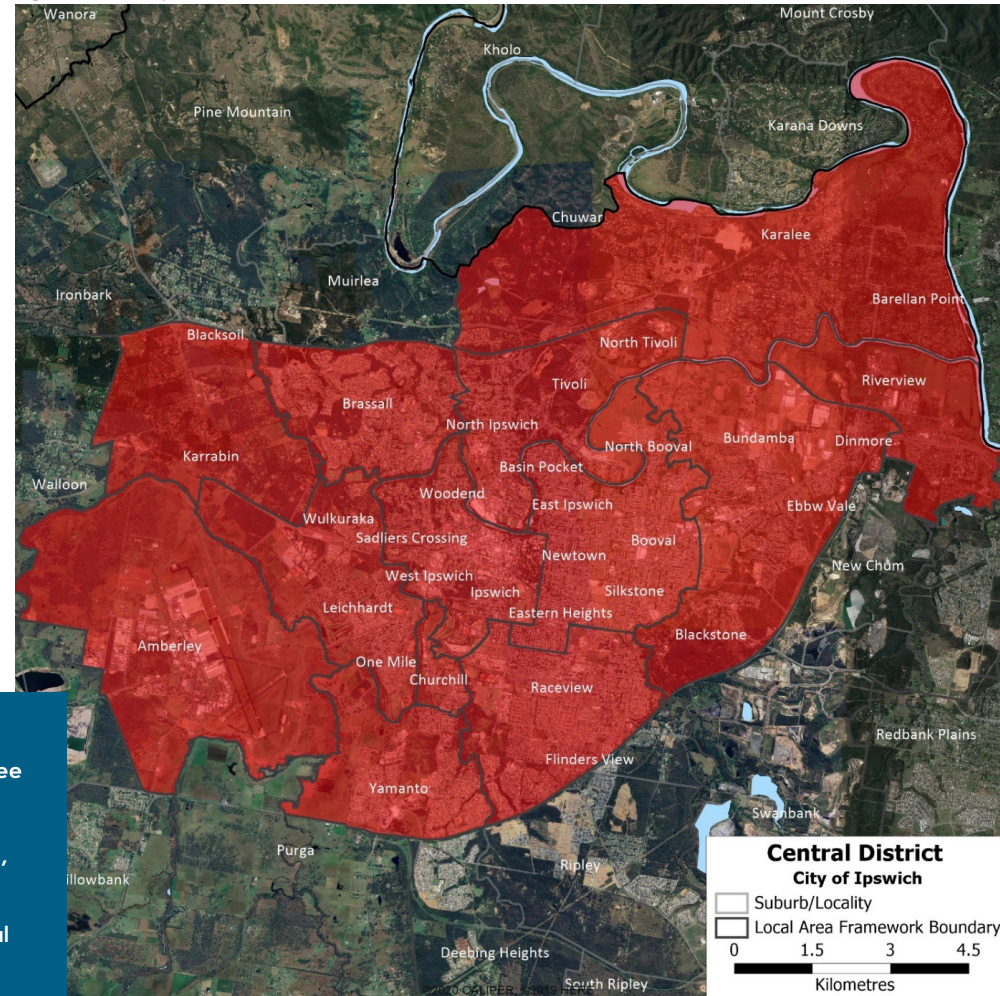 Wanora
Mount Crosby
Kholo
Pine Mountain
Karana Downs
Chuwar
Karalee
Muirlea
Ironbark
Barellan Point
Blacksoil
North Tivoli
Tivoli
Riverview
Brassall
North Ipswich
Bundamba
Dinmore
North Booval
Karrabin
Basin Pocket
Walloon
Woodend
East Ipswich
Ebbw Vale
Wulkuraka
Sadliers Crossing
Booval
Newtown
New Chum
West Ipswich
Ipswich
Silkstone
Leichhardt
Eastern Heights
Blackstone
Amberley
One Mile
Churchill
Raceview
Redbank Plains
Flinders View
Yamanto
Swanbank
Purga
Ripley
Deebing Heights
South Ripley
©2020 CALIPER; ©2019 HERE
Central District
City of Ipswich
Suburb/Locality
Local Area Framework Boundary
0 1.5 3 4.5
Kilometres